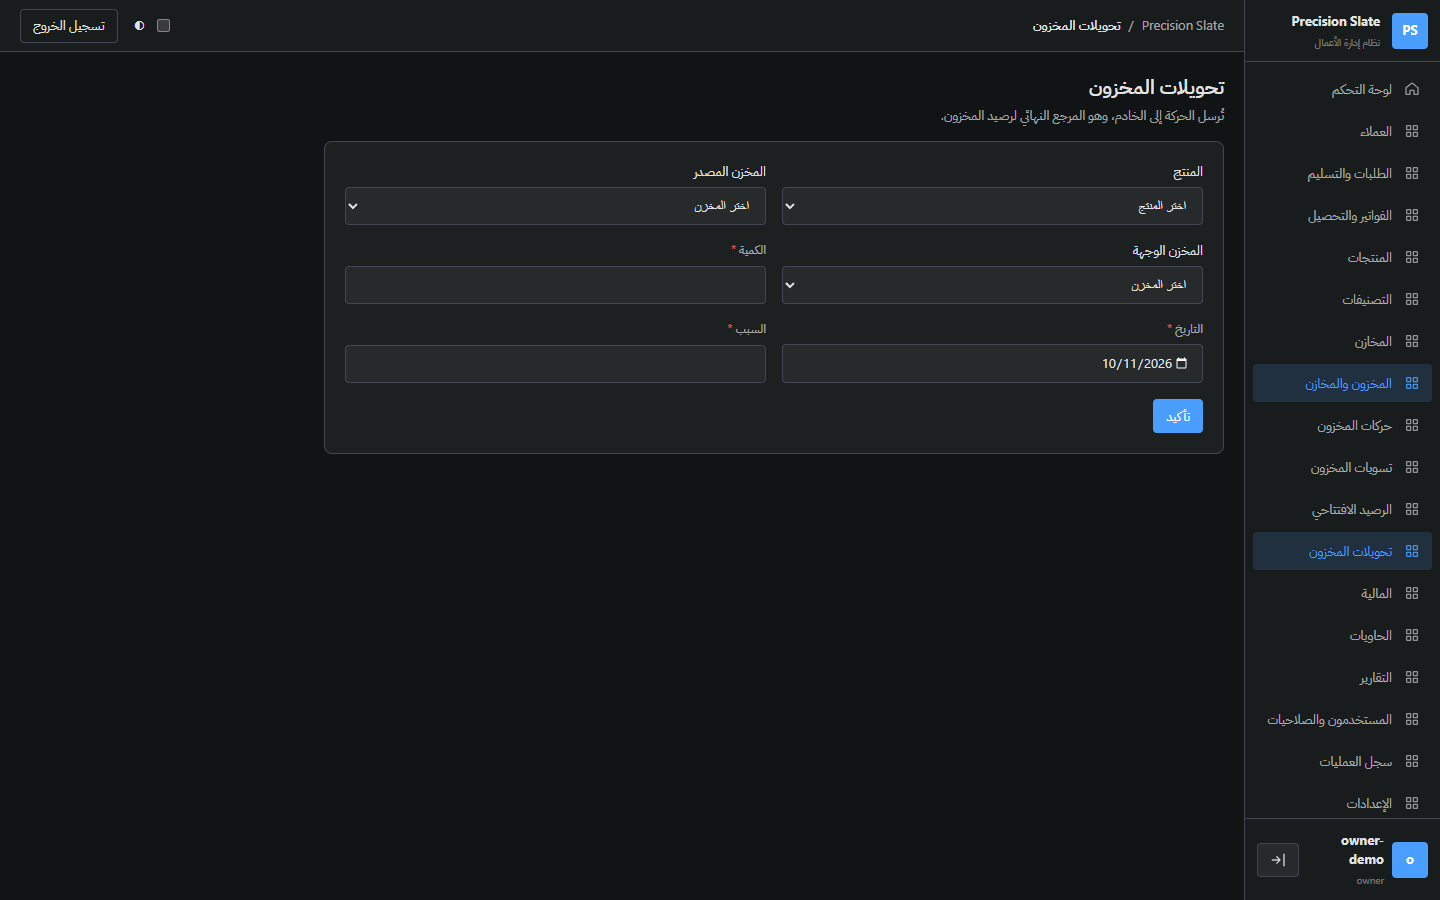 PS
Precision Slate
نظام إدارة الأعمال
لوحة التحكم
العملاء
الطلبات والتسليم
الفواتير والتحصيل
المنتجات
التصنيفات
المخازن
المخزون والمخازن
حركات المخزون
تسويات المخزون
الرصيد الافتتاحي
تحويلات المخزون
المالية
الحاويات
التقارير
المستخدمون والصلاحيات
سجل العمليات
الإعدادات
owner-
demo
owner
o
Precision Slate / تحويلات المخزون
تسجيل الخروج
تحويلات المخزون
تُرسل الحركة إلى الخادم، وهو المرجع النهائي لرصيد المخزون.
المنتج
اختر المنتج
المخزن المصدر
اختر المخزن
المخزن الوجهة
اختر المخزن
الكمية *
التاريخ *
10/11/2026
السبب *
تأكيد